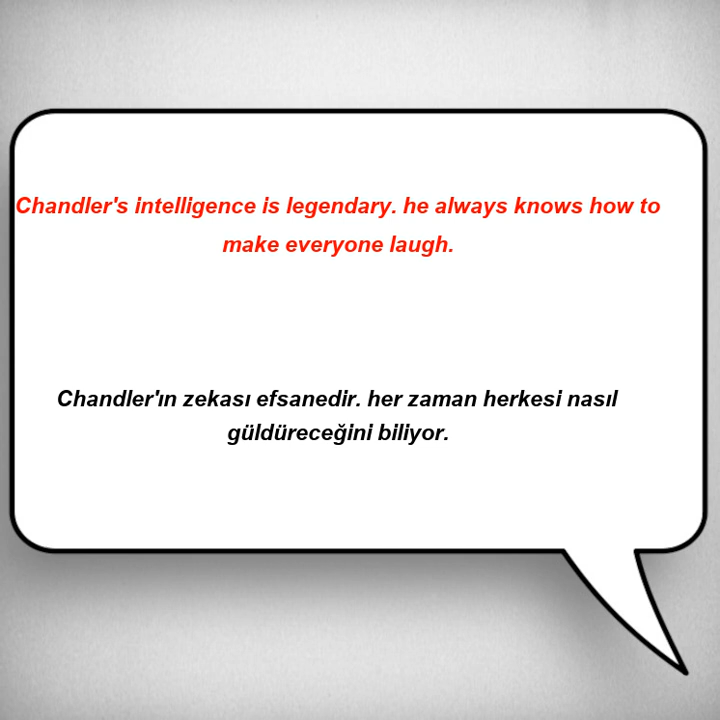 Chandler's intelligence is legendary. he always knows how to
make everyone laugh.
Chandler'ın zekası efsanedir. her zaman herkesi nasıl
güldüreceğini biliyor.